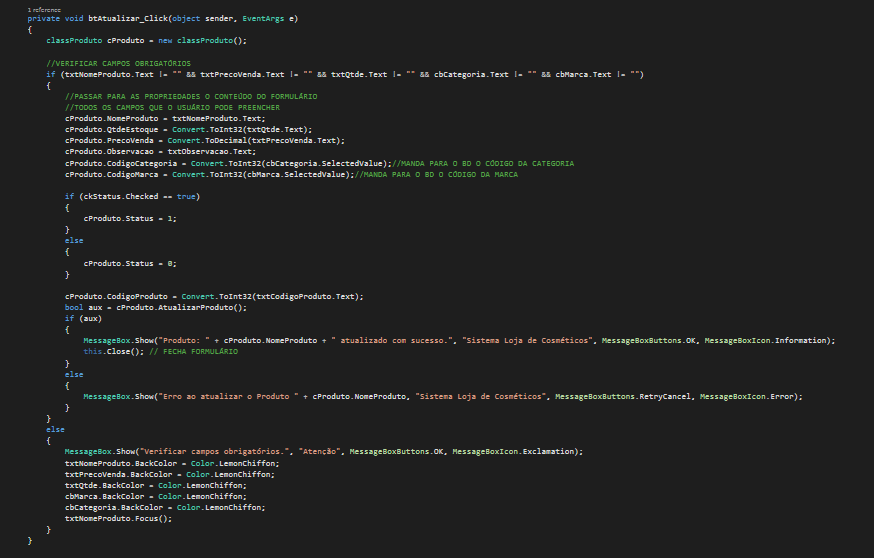 1 reference
private void btAtualizar_Click(object sender, EventArgs e)
{
classProduto cProduto = new classProduto();
//VERIFICAR CAMPOS OBRIGATÓRIOS
if (txtNomeProduto.Text != "" && txtPrecoVenda.Text != "" && txtQtde.Text != "" && cbCategoria.Text != "" && cbMarca.Text != "")
{
//PASSAR PARA AS PROPRIEDADES O CONTEÚDO DO FORMULÁRIO
//TODOS OS CAMPOS QUE O USUÁRIO PODE PREENCHER
cProduto.NomeProduto = txtNomeProduto.Text;
cProduto.QtdeEstoque = Convert.ToInt32(txtQtde.Text);
cProduto.PrecoVenda = Convert.ToDecimal(txtPrecoVenda.Text);
cProduto.Observacao = txtObservacao.Text;
cProduto.CodigoCategoria = Convert.ToInt32(cbCategoria.SelectedValue);//MANDA PARA O BD O CÓDIGO DA CATEGORIA
cProduto.CodigoMarca = Convert.ToInt32(cbMarca.SelectedValue);//MANDA PARA O BD O CÓDIGO DA MARCA
if (ckStatus.Checked == true)
{
cProduto.Status = 1;
}
else
{
cProduto.Status = 0;
}
cProduto.CodigoProduto = Convert.ToInt32(txtCodigoProduto.Text);
bool aux = cProduto.AtualizarProduto();
if (aux)
{
MessageBox.Show("Produto: " + cProduto.NomeProduto + " atualizado com sucesso.", "Sistema Loja de Cosméticos", MessageBoxButtons.OK, MessageBoxIcon.Information);
this.Close(); // FECHA FORMULÁRIO
}
else
{
MessageBox.Show("Erro ao atualizar o Produto " + cProduto.NomeProduto, "Sistema Loja de Cosméticos", MessageBoxButtons.RetryCancel, MessageBoxIcon.Error);
}
}
else
{
MessageBox.Show("Verificar campos obrigatórios.", "Atenção", MessageBoxButtons.OK, MessageBoxIcon.Exclamation);
txtNomeProduto.BackColor = Color.LemonChiffon;
txtPrecoVenda.BackColor = Color.LemonChiffon;
txtQtde.BackColor = Color.LemonChiffon;
cbMarca.BackColor = Color.LemonChiffon;
cbCategoria.BackColor = Color.LemonChiffon;
txtNomeProduto.Focus();
}
}